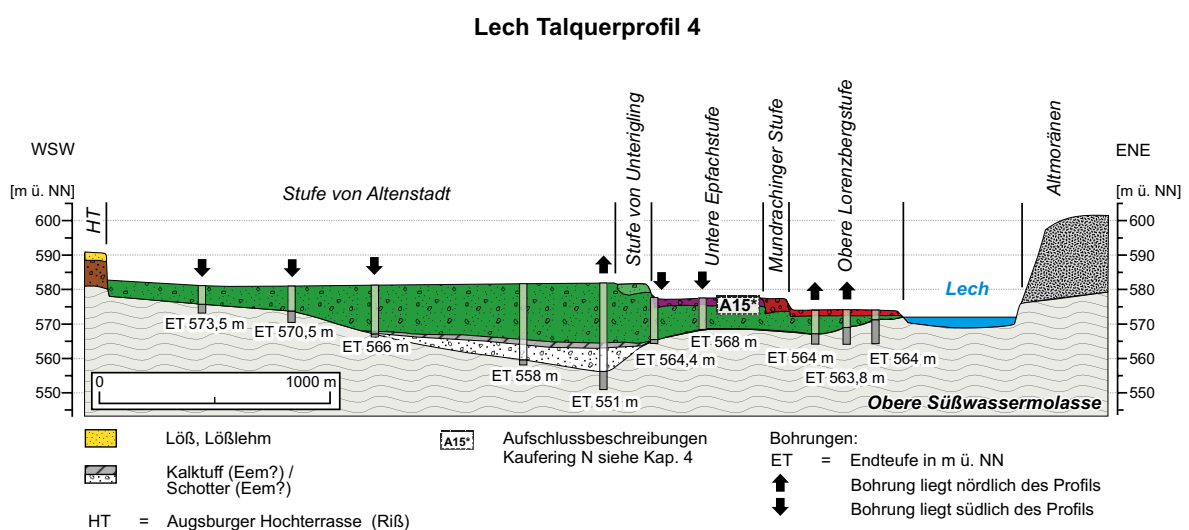 Lech Talquerprofil 4
WSW
ENE
[m ü. NN]
[m ü. NN]
HT
Stufe von Altenstadt
Stufe von Unterigling
Untere Epfachstufe
Mundrachinger Stufe
Obere Lorenzbergstufe
Lech
Altmoränen
600
590
580
570
560
550
600
590
580
570
560
550
A15*
ET 573,5 m
ET 570,5 m
ET 566 m
ET 558 m
ET 551 m
ET 564,4 m
ET 568 m
ET 564 m
ET 563,8 m
ET 564 m
0 1000 m
Obere Süßwassermolasse
Löß, Lößlehm
Kalktuff (Eem?) /
Schotter (Eem?)
HT = Augsburger Hochterrasse (Riß)
A15* Aufschlussbeschreibungen
Kaufering N siehe Kap. 4
Bohrungen:
ET = Endteufe in m ü. NN
Bohrung liegt nördlich des Profils
Bohrung liegt südlich des Profils